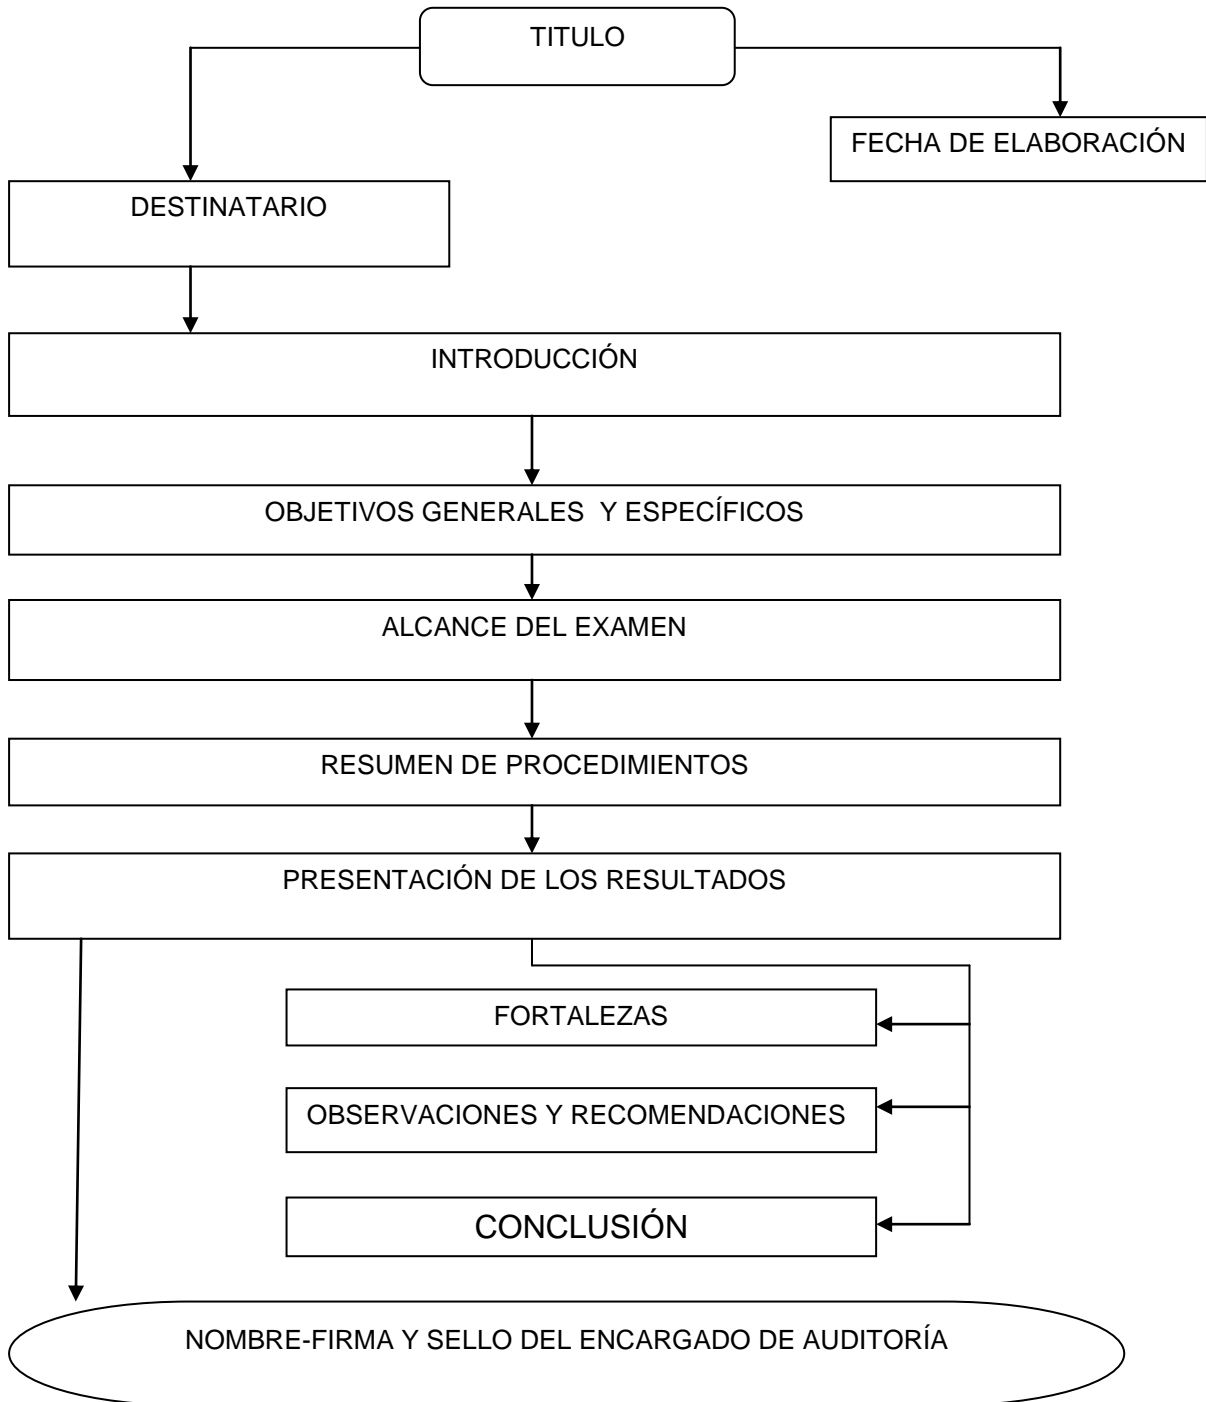 TITULO
FECHA DE ELABORACIÓN
DESTINATARIO
INTRODUCCIÓN
OBJETIVOS GENERALES  Y ESPECÍFICOS
ALCANCE DEL EXAMEN
RESUMEN DE PROCEDIMIENTOS
PRESENTACIÓN DE LOS RESULTADOS
FORTALEZAS
OBSERVACIONES Y RECOMENDACIONES
CONCLUSIÓN
NOMBRE-FIRMA Y SELLO DEL ENCARGADO DE AUDITORÍA